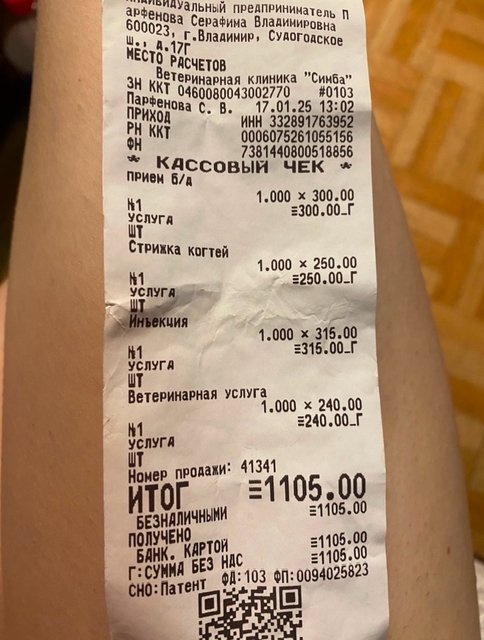 Индивидуальный предприниматель П
арфенова Серафина Владимировна
600023, г.Владимир, Судогодское
ш., д.17Г
МЕСТО РАСЧЕТОВ
Ветеринарная клиника "Симба"
ЗН ККТ 0460080043002770 #0103
Парфенова С. В. 17.01.25 13:02
ПРИХОД ИНН 332891763952
РН ККТ 0006075261055156
ФН 7381440800518856
* КАССОВЫЙ ЧЕК *
прием б/д
1.000 × 300.00
№1 ≡300.00_Г
УСЛУГА
ШТ
Стрижка когтей
1.000 × 250.00
№1 ≡250.00_Г
УСЛУГА
ШТ
Инъекция
1.000 × 315.00
№1 ≡315.00_Г
УСЛУГА
ШТ
Ветеринарная услуга
1.000 × 240.00
№1 ≡240.00_Г
УСЛУГА
ШТ
Номер продажи: 41341
ИТОГ ≡1105.00
БЕЗНАЛИЧНЫМИ ≡1105.00
ПОЛУЧЕНО
БАНК. КАРТОЙ ≡1105.00
Г:СУММА БЕЗ НДС ≡1105.00
СНО:Патент ФД:103 ФП:0094025823